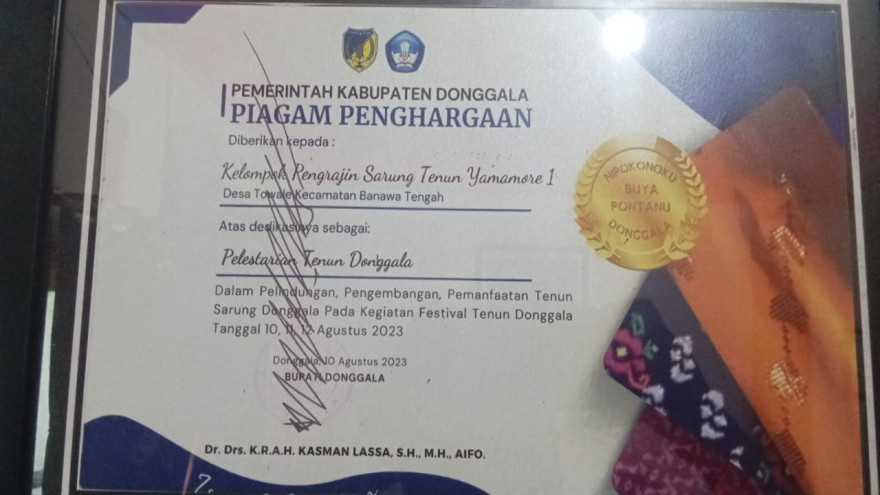 PEMERINTAH KABUPATEN DONGGALA
PIAGAM PENGHARGAAN
Diberikan kepada :
Kelompok Pengrajin Sarung Tenun Yamamore 1
Desa Towale Kecamatan Banawa Tengah
Atas dedikasinya sebagai:
Pelestarian Tenun Donggala
Dalam Pelindungan, Pengembangan, Pemanfaatan Tenun
Sarung Donggala Pada Kegiatan Festival Tenun Donggala
Tanggal 10, 11, 12 Agustus 2023
Donggala, 10 Agustus 2023
BUPATI DONGGALA
Dr. Drs. K.R.A.H. KASMAN LASSA, S.H., M.H., AIFO.
NIPOKONOKU
BUYA
PONTANU
DONGGALA